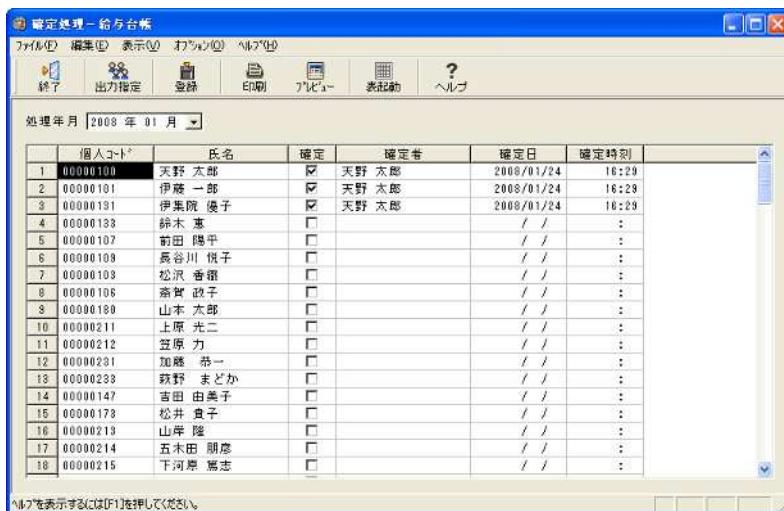 確定処理-給与台帳
ファイル(F) 編集(E) 表示(V) オプション(O) ヘルプ(H)
終了 出力指定 登録 印刷 プレビュー 表起動 ヘルプ
処理年月 2008 年 01 月
個人コード 氏名 確定 確定者 確定日 確定時刻
1 00000100 天野 太郎 天野 太郎 2008/01/24 16:29
2 00000101 伊藤 一郎 天野 太郎 2008/01/24 16:29
3 00000131 伊集院 優子 天野 太郎 2008/01/24 16:29
4 00000133 鈴木 恵 / / :
5 00000107 前田 陽平 / / :
6 00000109 長谷川 悦子 / / :
7 00000103 松沢 香織 / / :
8 00000106 斎賀 政子 / / :
9 00000180 山本 太郎 / / :
10 00000211 上原 光二 / / :
11 00000212 笠原 力 / / :
12 00000231 加藤 恭一 / / :
13 00000233 萩野 まどか / / :
14 00000147 吉田 由美子 / / :
15 00000173 松井 貴子 / / :
16 00000213 山岸 隆 / / :
17 00000214 五木田 朋彦 / / :
18 00000215 下河原 篤志 / / :
ヘルプを表示するには[F1]を押してください。